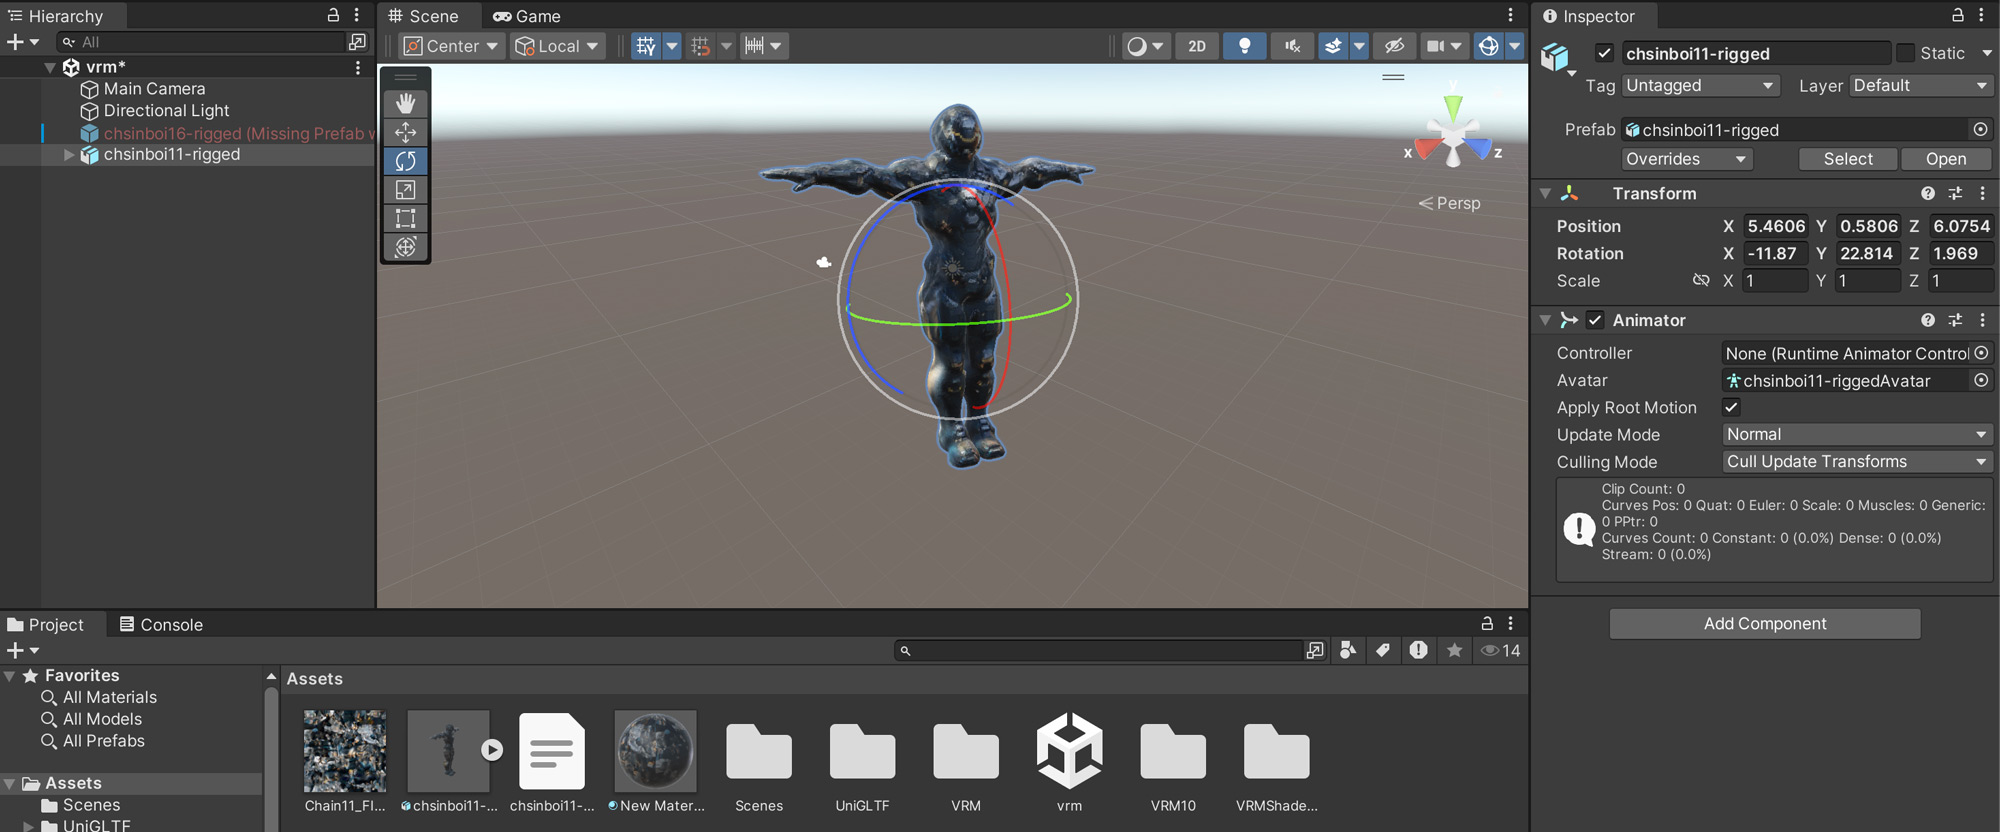 Hierarchy
All
vrm*
Main Camera
Directional Light
chsinboi16-rigged (Missing Prefab w
chsinboi11-rigged
Scene
Game
Center
Local
2D
y
x
z
Persp
Inspector
chsinboi11-rigged
Static
Tag Untagged Layer Default
Prefab chsinboi11-rigged
Overrides Select Open
Transform
Position X 5.4606 Y 0.5806 Z 6.0754
Rotation X -11.87 Y 22.814 Z 1.969
Scale X 1 Y 1 Z 1
Animator
Controller None (Runtime Animator Control
Avatar chsinboi11-riggedAvatar
Apply Root Motion
Update Mode Normal
Culling Mode Cull Update Transforms
Clip Count: 0
Curves Pos: 0 Quat: 0 Euler: 0 Scale: 0 Muscles: 0 Generic:
0 PPtr: 0
Curves Count: 0 Constant: 0 (0.0%) Dense: 0 (0.0%)
Stream: 0 (0.0%)
Add Component
Project
Console
14
Favorites
All Materials
All Models
All Prefabs
Assets
Scenes
UniGLTF
Assets
Chain11_Fl...
chsinboi11-...
chsinboi11-...
New Mater...
Scenes
UniGLTF
VRM
vrm
VRM10
VRMShade...